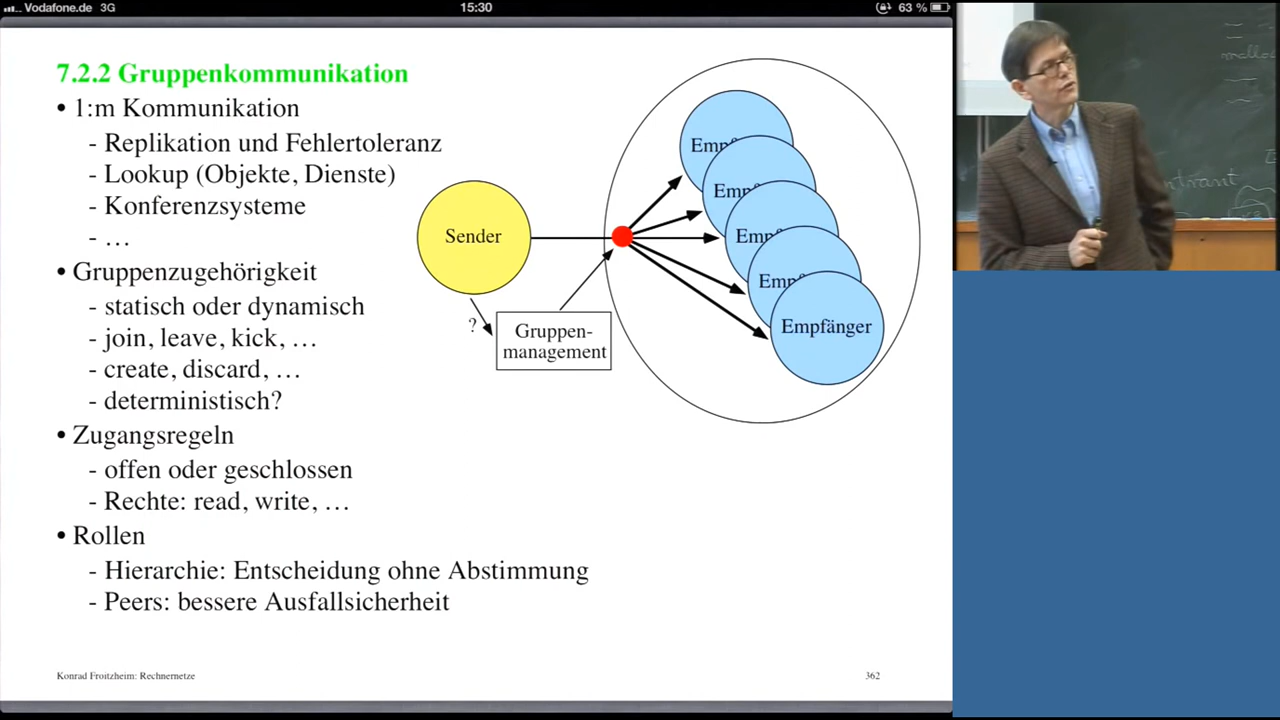 Vodafone.de 3G
15:30
63 %
7.2.2 Gruppenkommunikation
• 1:m Kommunikation
- Replikation und Fehlertoleranz
- Lookup (Objekte, Dienste)
- Konferenzsysteme
- …
• Gruppenzugehörigkeit
- statisch oder dynamisch
- join, leave, kick, …
- create, discard, …
- deterministisch?
• Zugangsregeln
- offen oder geschlossen
- Rechte: read, write, …
• Rollen
- Hierarchie: Entscheidung ohne Abstimmung
- Peers: bessere Ausfallsicherheit
Sender
?
Gruppen-
management
Empfänger
Konrad Froitzheim: Rechnernetze
362